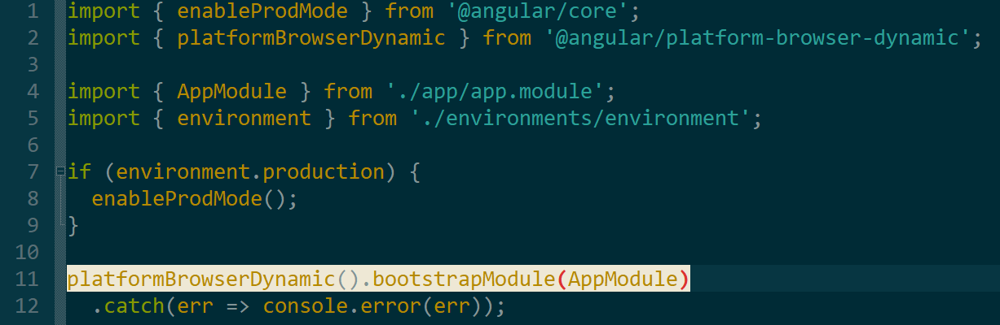 1 import { enableProdMode } from '@angular/core';
2 import { platformBrowserDynamic } from '@angular/platform-browser-dynamic';
3
4 import { AppModule } from './app/app.module';
5 import { environment } from './environments/environment';
6
7 if (environment.production) {
8   enableProdMode();
9 }
10
11 platformBrowserDynamic().bootstrapModule(AppModule)
12   .catch(err => console.error(err));